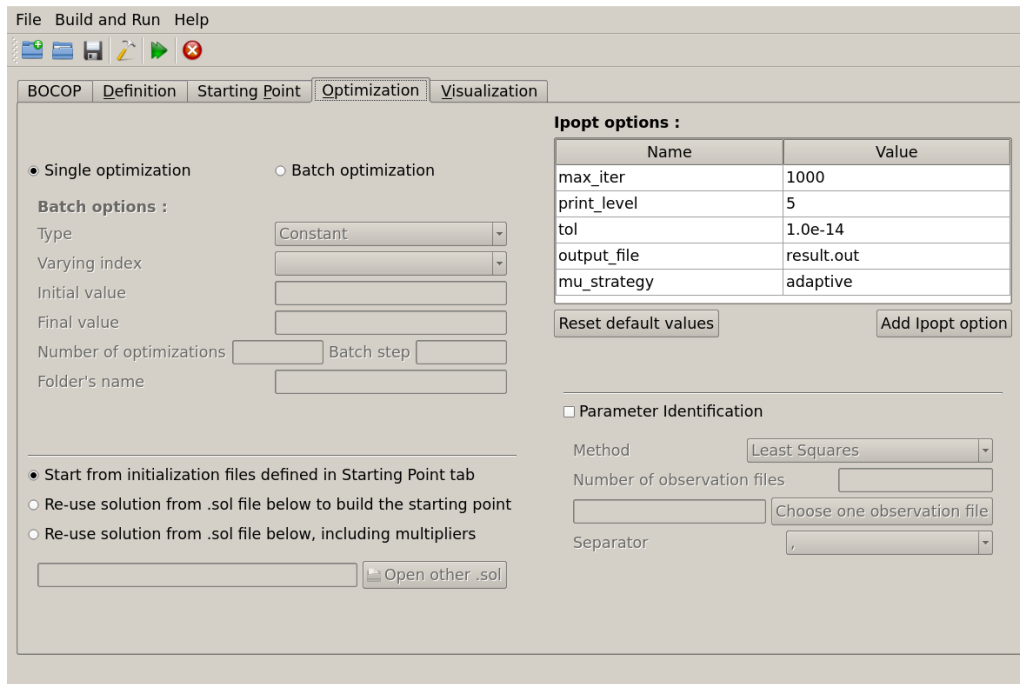 File Build and Run Help
BOCOP Definition Starting Point Optimization Visualization
Single optimization Batch optimization
Batch options :
Type Constant
Varying index
Initial value
Final value
Number of optimizations Batch step
Folder's name
Start from initialization files defined in Starting Point tab
Re-use solution from .sol file below to build the starting point
Re-use solution from .sol file below, including multipliers
Open other .sol
Ipopt options :
Name Value
max_iter 1000
print_level 5
tol 1.0e-14
output_file result.out
mu_strategy adaptive
Reset default values Add Ipopt option
Parameter Identification
Method Least Squares
Number of observation files
Choose one observation file
Separator ,